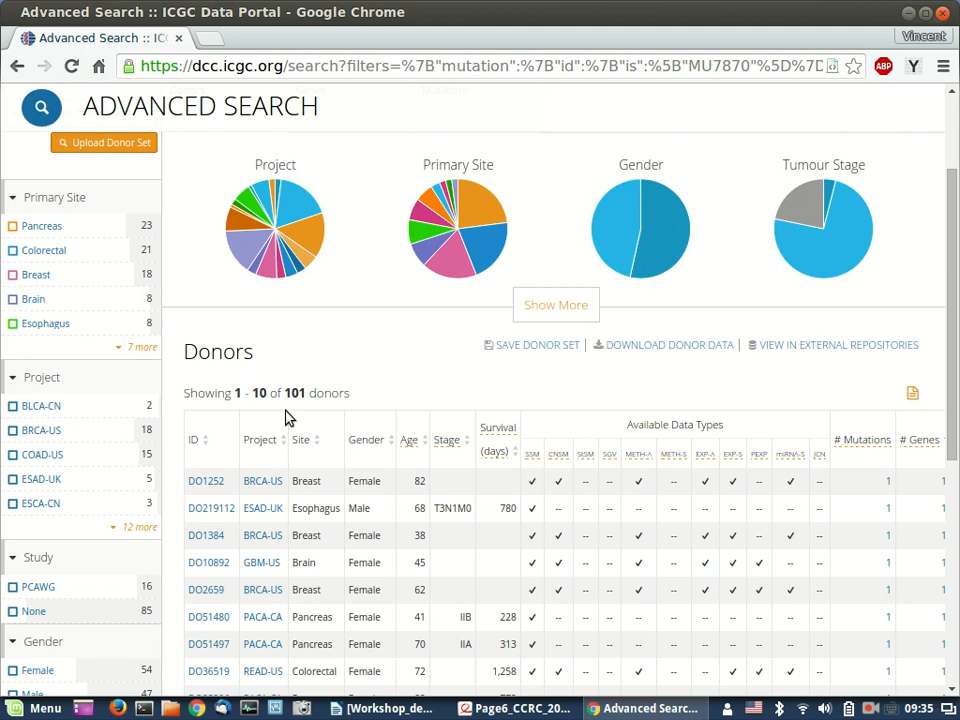 Advanced Search :: ICGC Data Portal - Google Chrome
Advanced Search :: IC
Vincent
https://dcc.icgc.org/search?filters=%7B"mutation":%7B"id":%7B"is":%5B"MU7870"%5D%7D
ABP
Y
ADVANCED SEARCH
Upload Donor Set
Project
Primary Site
Gender
Tumour Stage
Primary Site
Pancreas 23
Colorectal 21
Breast 18
Brain 8
Esophagus 8
7 more
Show More
Donors
SAVE DONOR SET | DOWNLOAD DONOR DATA | VIEW IN EXTERNAL REPOSITORIES
Project
BLCA-CN 2
BRCA-US 18
COAD-US 15
ESAD-UK 5
ESCA-CN 3
12 more
Showing 1 - 10 of 101 donors
ID Project Site Gender Age Stage Survival (days) Available Data Types # Mutations # Genes
SSM CNSM StSM SGV METH-A METH-S EXP-A EXP-S PEXP miRNA-S JCN
DO1252 BRCA-US Breast Female 82 ✔ ✔ -- -- ✔ -- ✔ ✔ -- ✔ -- 1 1
DO219112 ESAD-UK Esophagus Male 68 T3N1M0 780 ✔ -- -- -- -- -- -- -- -- -- -- 1 1
DO1384 BRCA-US Breast Female 38 ✔ ✔ -- -- ✔ -- ✔ ✔ -- ✔ -- 1 1
DO10892 GBM-US Brain Female 45 ✔ ✔ -- -- ✔ -- ✔ ✔ ✔ -- -- 1 1
DO2659 BRCA-US Breast Female 62 ✔ ✔ -- -- ✔ -- ✔ ✔ ✔ ✔ -- 1 1
DO51480 PACA-CA Pancreas Female 41 IIB 228 ✔ -- -- -- -- -- -- -- -- -- -- 1 1
DO51497 PACA-CA Pancreas Female 70 IIA 313 ✔ -- -- -- -- -- -- -- -- -- -- 1 1
DO36519 READ-US Colorectal Female 72 1,258 ✔ ✔ -- -- ✔ -- ✔ ✔ ✔ ✔ -- 1 1
Study
PCAWG 16
None 85
Gender
Female 54
Male 47
Menu
[Workshop_de...
Page6_CCRC_20...
Advanced Searc...
09:35